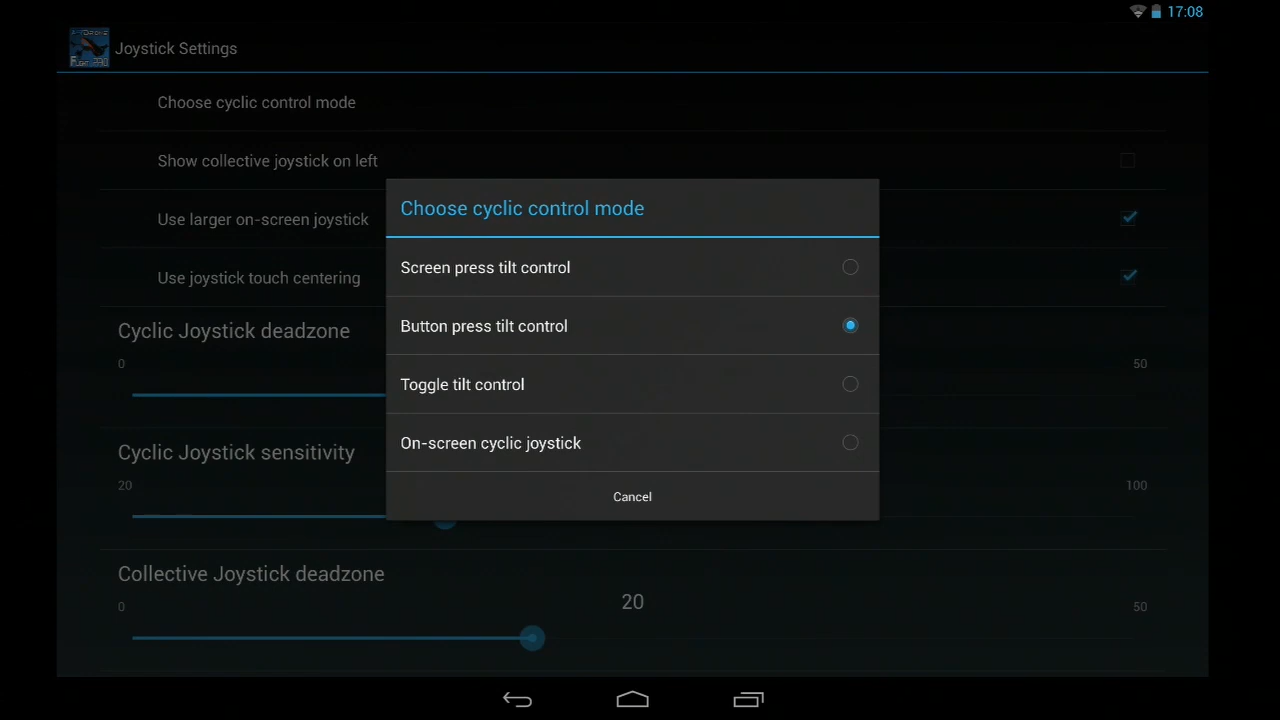 17:08
Joystick Settings
Choose cyclic control mode
Show collective joystick on left
Use larger on-screen joystick
Use joystick touch centering
Cyclic Joystick deadzone
0
50
Cyclic Joystick sensitivity
20
100
Collective Joystick deadzone
20
0
50
Choose cyclic control mode
Screen press tilt control
Button press tilt control
Toggle tilt control
On-screen cyclic joystick
Cancel